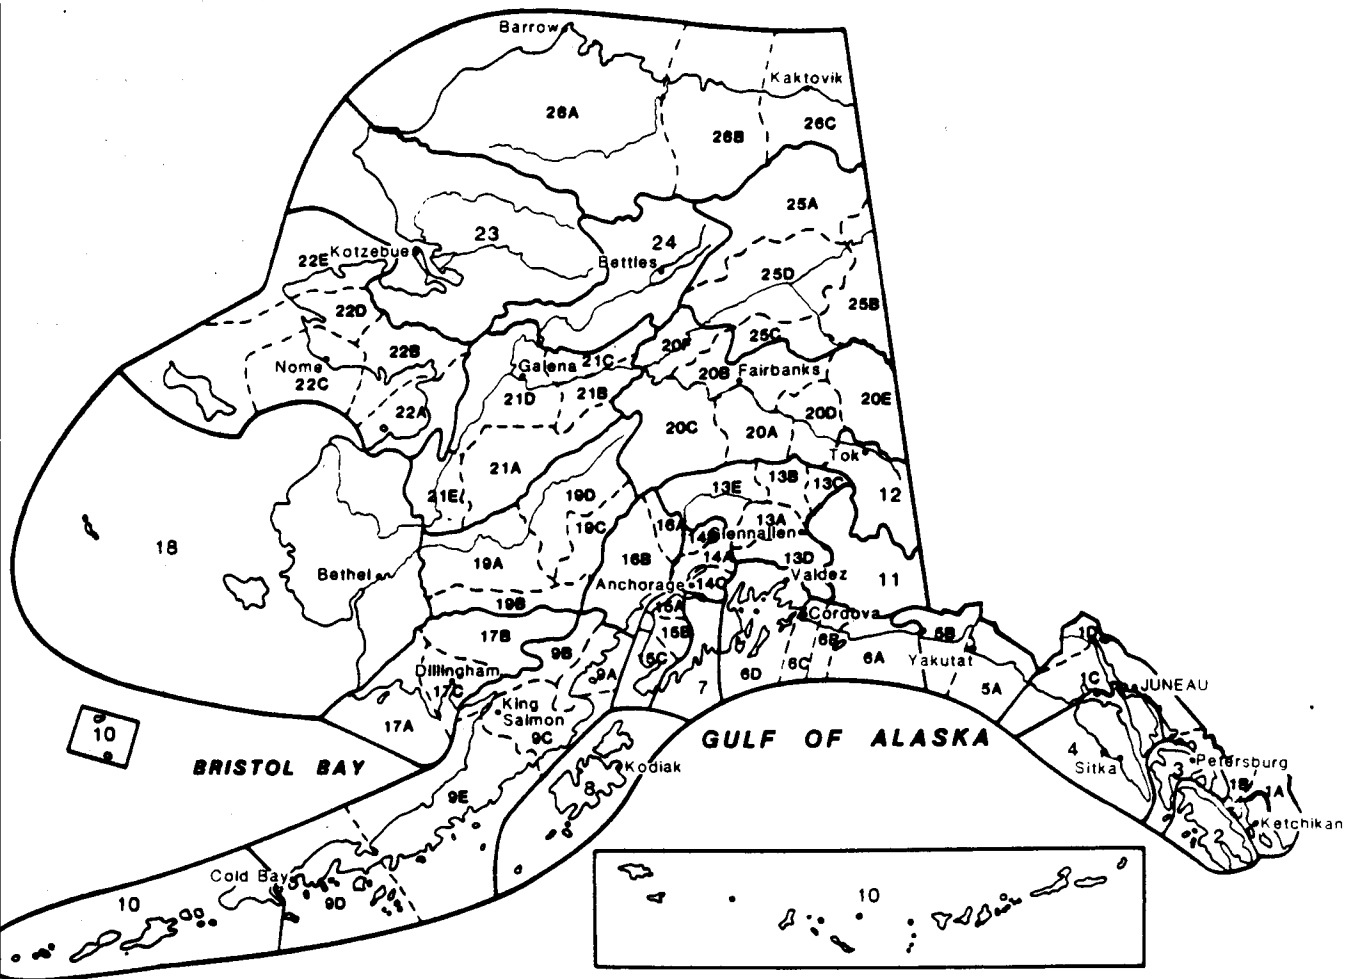 Barrow
Kaktovik
26A
26B
26C
25A
23
24
Kotzebue
22E
Bettles
25D
22D
25B
25C
20F
22B
21C
Nome
Galena
20B
Fairbanks
22C
21D
21B
20E
22A
20D
20C
20A
Tok
21A
13B
21E
19D
13E
13C
12
19C
16A
13A
Glennallen
18
16B
14A
13D
19A
Bethel
Anchorage
14C
Valdez
11
19B
15A
Cordova
17B
15B
6B
5B
1D
9B
15C
6A
Yakutat
Dillingham
9A
7
6D
6C
5A
1C
JUNEAU
17C
King
Salmon
17A
9C
10
GULF OF ALASKA
4
BRISTOL BAY
Kodiak
Sitka
3
Petersburg
9E
8
1B
1A
Ketchikan
2
Cold Bay
10
9D
10